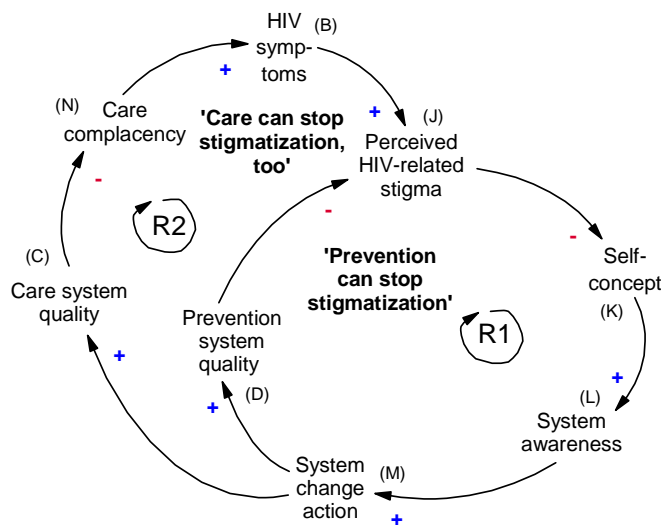 HIV
symp-
toms
(B)
+
(N)
Care
complacency
-
'Care can stop
stigmatization,
too'
+
(J)
Perceived
HIV-related
stigma
-
R2
-
'Prevention
can stop
stigmatization'
(C)
Care system
quality
Self-
concept
(K)
Prevention
system
quality
R1
+
+
(D)
+
(L)
System
awareness
System
change
action
(M)
+